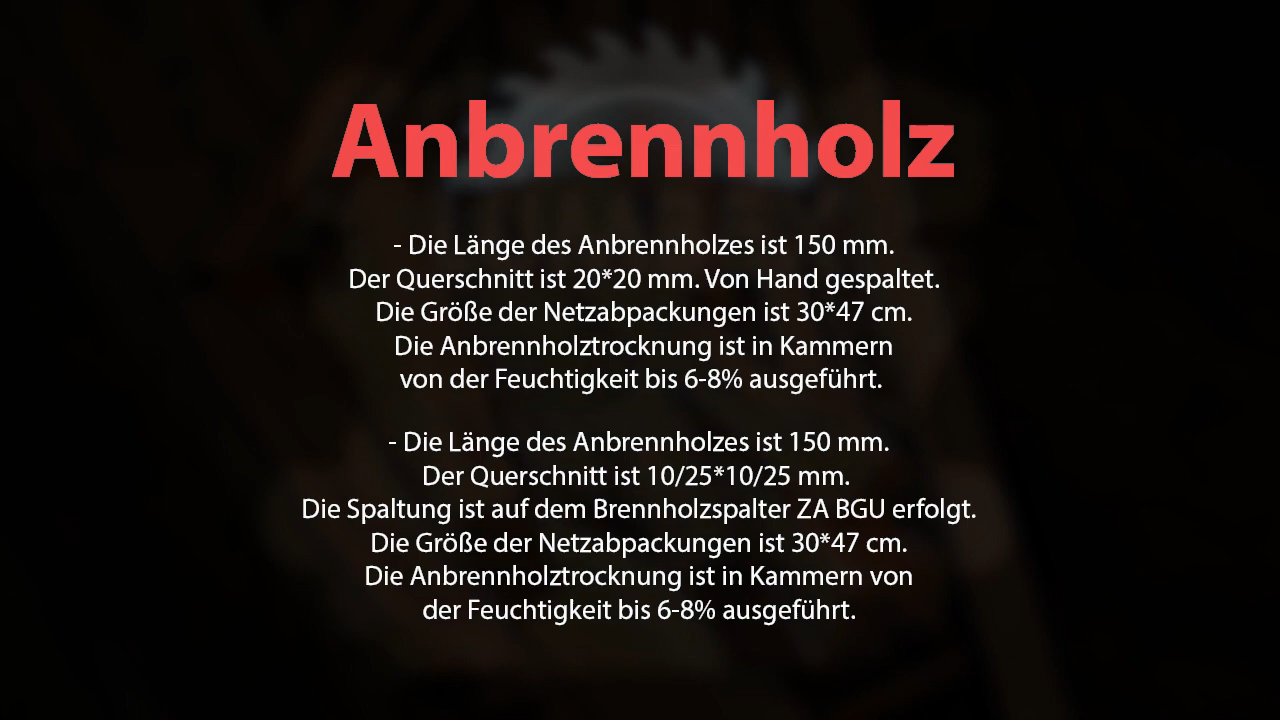 Anbrennholz
- Die Länge des Anbrennholzes ist 150 mm.
Der Querschnitt ist 20*20 mm. Von Hand gespaltet.
Die Größe der Netzabpackungen ist 30*47 cm.
Die Anbrennholztrocknung ist in Kammern
von der Feuchtigkeit bis 6-8% ausgeführt.
- Die Länge des Anbrennholzes ist 150 mm.
Der Querschnitt ist 10/25*10/25 mm.
Die Spaltung ist auf dem Brennholzspalter ZA BGU erfolgt.
Die Größe der Netzabpackungen ist 30*47 cm.
Die Anbrennholztrocknung ist in Kammern von
der Feuchtigkeit bis 6-8% ausgeführt.